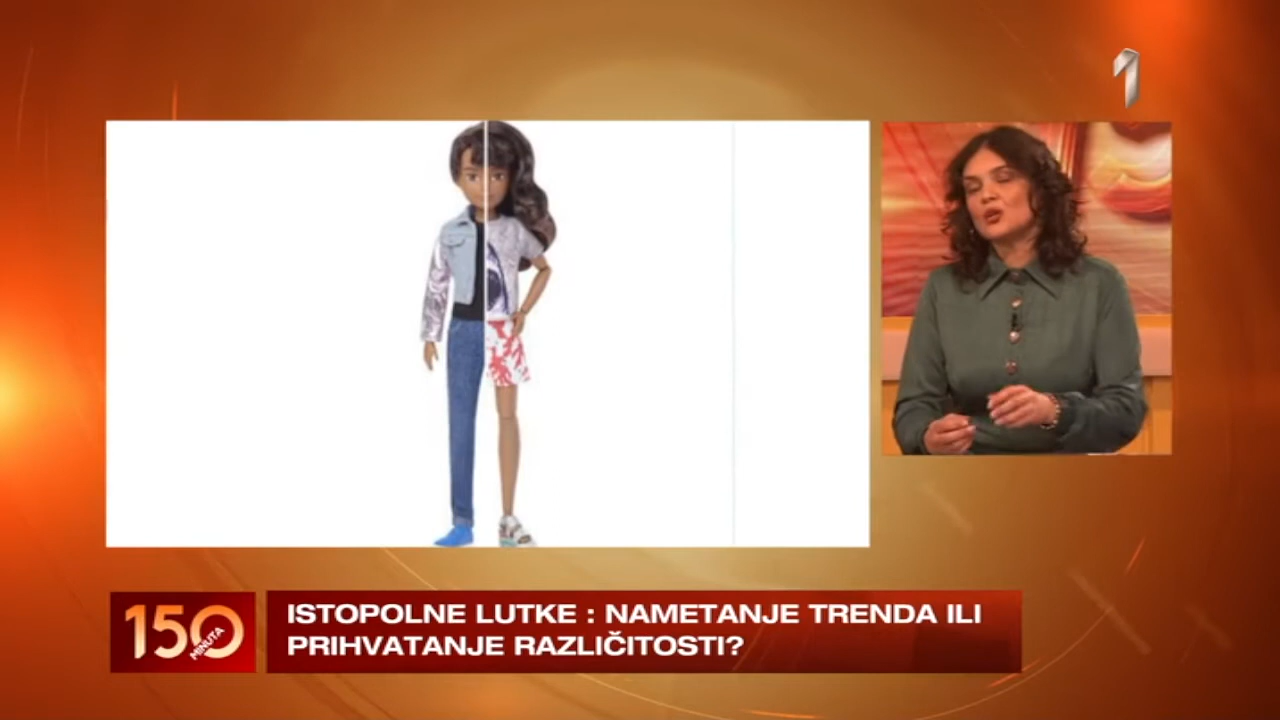 1
150
MINUTA
ISTOPOLNE LUTKE : NAMETANJE TRENDA ILI
PRIHVATANJE RAZLIČITOSTI?